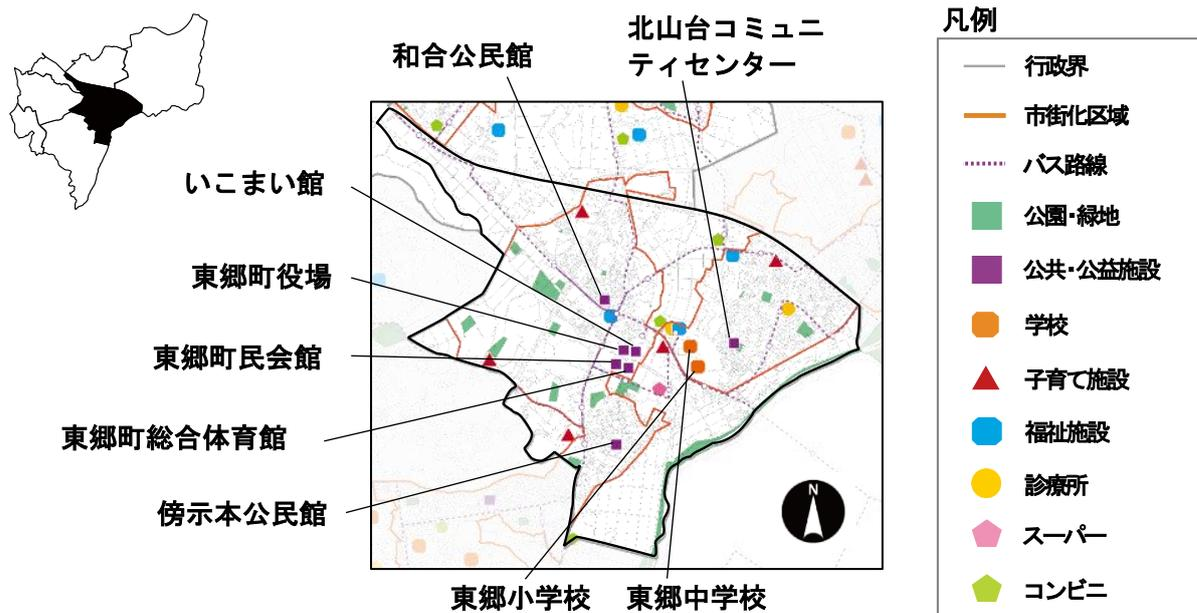 凡例
北山台コミュニ
ティセンター
和合公民館
いこまい館
東郷町役場
東郷町民会館
東郷町総合体育館
傍示本公民館
東郷小学校
東郷中学校
N
行政界
市街化区域
バス路線
公園・緑地
公共・公益施設
学校
子育て施設
福祉施設
診療所
スーパー
コンビニ